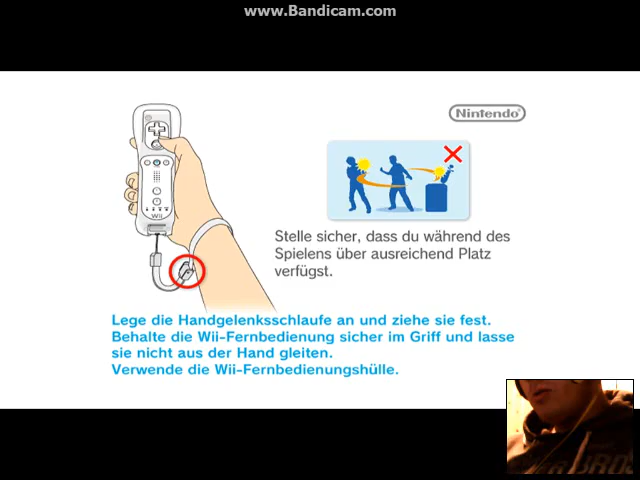 www.Bandicam.com
Nintendo
Wii
Stelle sicher, dass du während des
Spielens über ausreichend Platz
verfügst.
Lege die Handgelenksschlaufe an und ziehe sie fest.
Behalte die Wii-Fernbedienung sicher im Griff und lasse
sie nicht aus der Hand gleiten.
Verwende die Wii-Fernbedienungshülle.